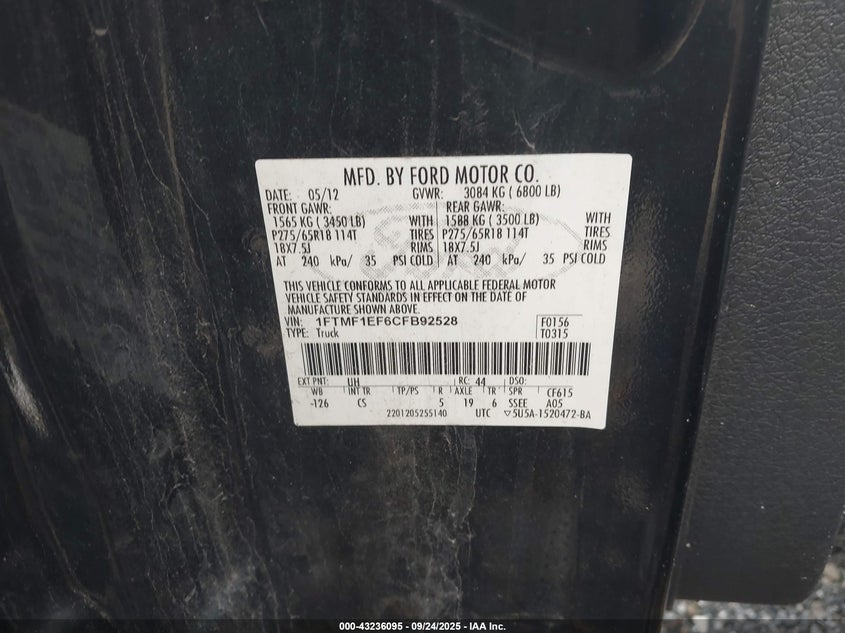 MFD. BY FORD MOTOR CO.
DATE: 05/12 GVWR: 3084 KG ( 6800 LB)
FRONT GAWR: REAR GAWR:
1565 KG ( 3450 LB) WITH 1588 KG ( 3500 LB) WITH
P275/65R18 114T TIRES P275/65R18 114T TIRES
18X7.5J RIMS 18X7.5J RIMS
AT 240 kPa/ 35 PSI COLD AT 240 kPa/ 35 PSI COLD
THIS VEHICLE CONFORMS TO ALL APPLICABLE FEDERAL MOTOR
VEHICLE SAFETY STANDARDS IN EFFECT ON THE DATE OF
MANUFACTURE SHOWN ABOVE.
VIN: 1FTMF1EF6CFB92528 F0156
TYPE: Truck T0315
EXT PNT: UH RC: 44 DSO:
WB INT TR TP/PS R AXLE TR SPR CF615
-126 CS 5 19 6 SSEE A05
2201205255140 UTC ▽5U5A-1520472-BA
Ford
000-43236095 - 09/24/2025 - IAA Inc.